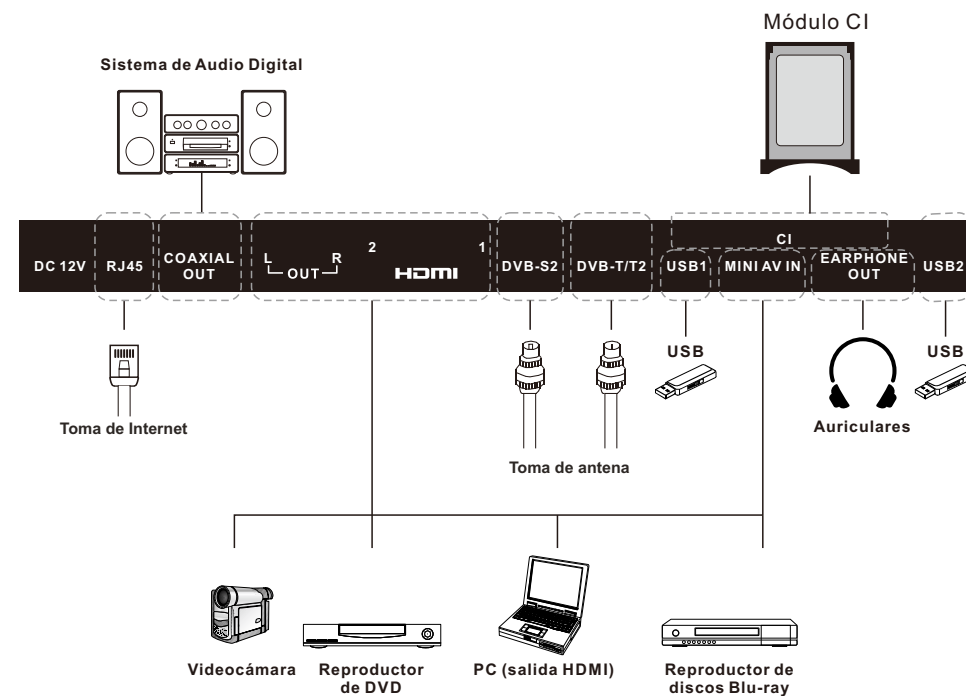 Módulo CI
Sistema de Audio Digital
DC 12V
RJ45
COAXIAL
OUT
L R
OUT
2 1
HDMI
DVB-S2
DVB-T/T2
CI
USB1
MINI AV IN
EARPHONE
OUT
USB2
USB
USB
Toma de Internet
Auriculares
Toma de antena
Videocámara
Reproductor
de DVD
PC (salida HDMI)
Reproductor de
discos Blu-ray